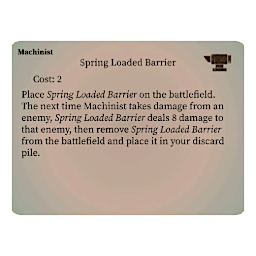 Machinist
Spring Loaded Barrier
Cost: 2
Place Spring Loaded Barrier on the battlefield.
The next time Machinist takes damage from an
enemy, Spring Loaded Barrier deals 8 damage to
that enemy, then remove Spring Loaded Barrier
from the battlefield and place it in your discard
pile.